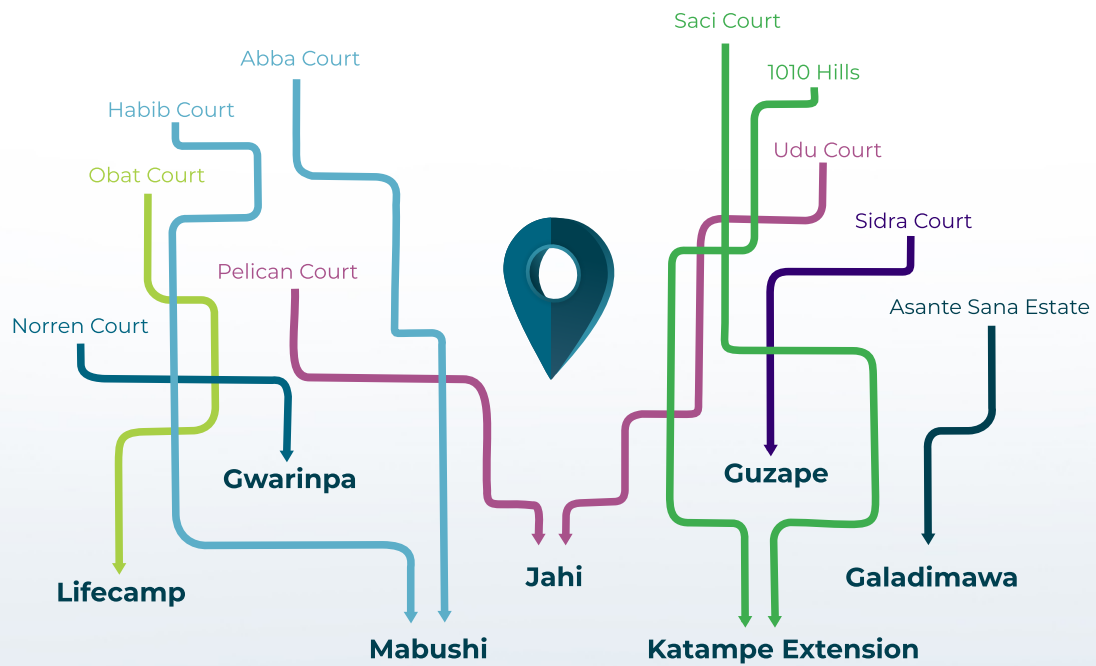 Saci Court
Abba Court
1010 Hills
Habib Court
Udu Court
Obat Court
Sidra Court
Pelican Court
Asante Sana Estate
Norren Court
Gwarinpa
Guzape
Lifecamp
Jahi
Galadimawa
Mabushi
Katampe Extension